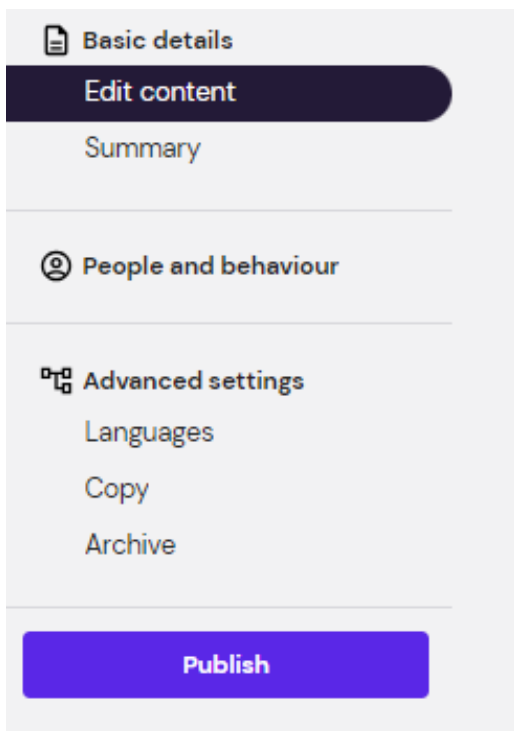 Basic details
Edit content
Summary
People and behaviour
Advanced settings
Languages
Copy
Archive
Publish